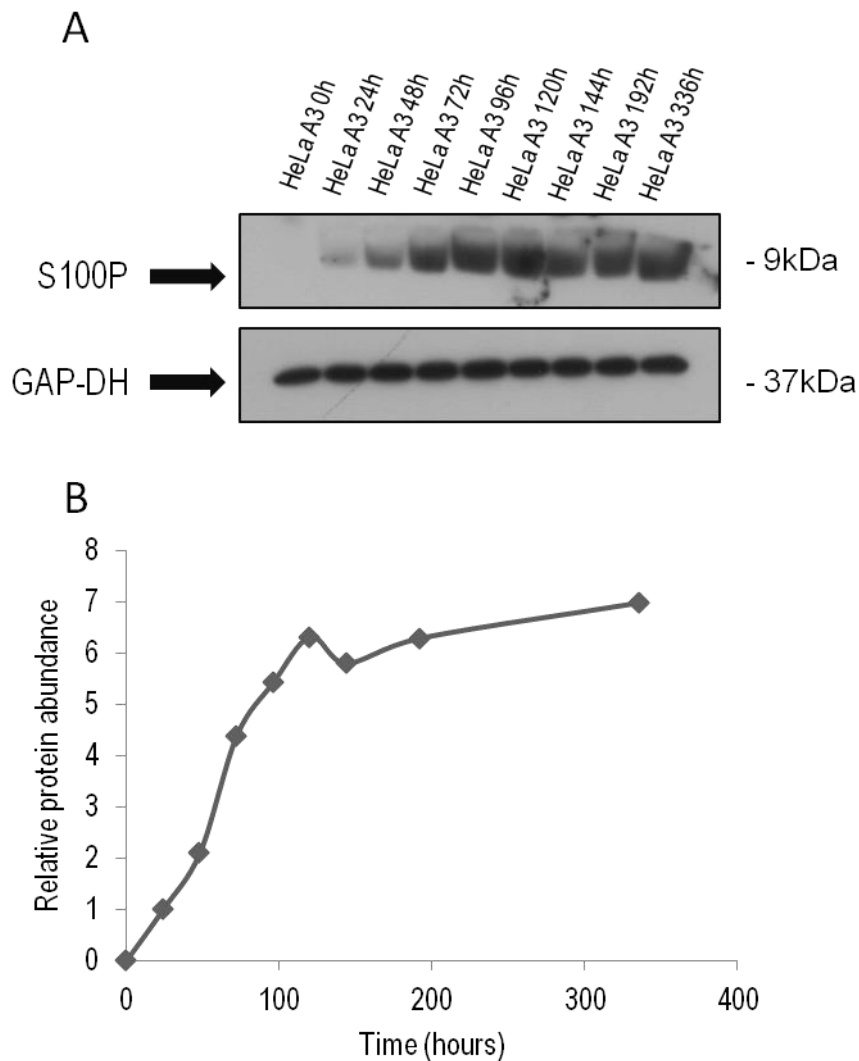 A
HeLa A3 0h
HeLa A3 24h
HeLa A3 48h
HeLa A3 72h
HeLa A3 96h
HeLa A3 120h
HeLa A3 144h
HeLa A3 192h
HeLa A3 336h
S100P
- 9kDa
GAP-DH
- 37kDa
B
Relative protein abundance
8
7
6
5
4
3
2
1
0
0 100 200 300 400
Time (hours)